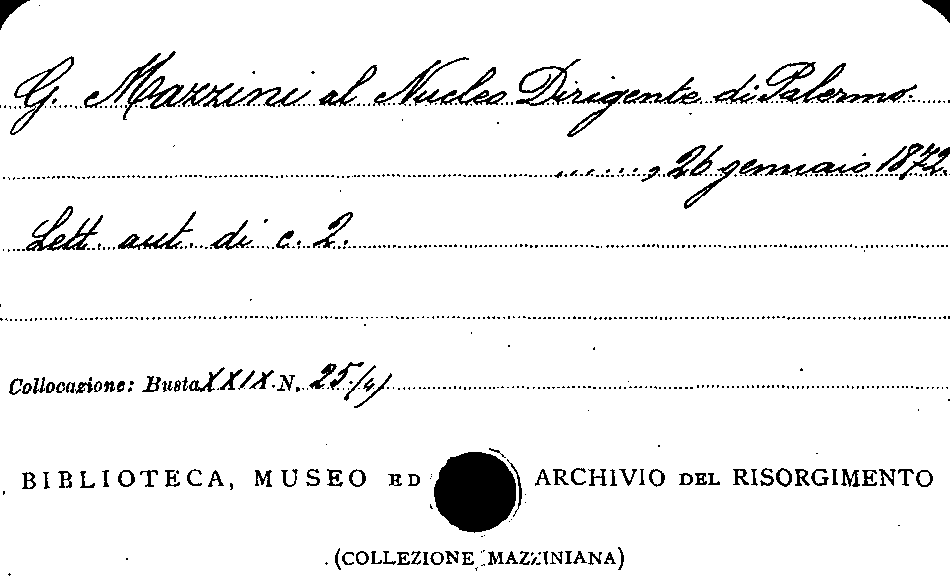 G. Mazzini al Nucleo Dirigente di Palermo.
......, 26 gennaio 1872.
Lett. aut. di c. 2.
Collocazione: Busta XXIX N. 25/4)
BIBLIOTECA, MUSEO ED ARCHIVIO DEL RISORGIMENTO
(COLLEZIONE MAZZINIANA)